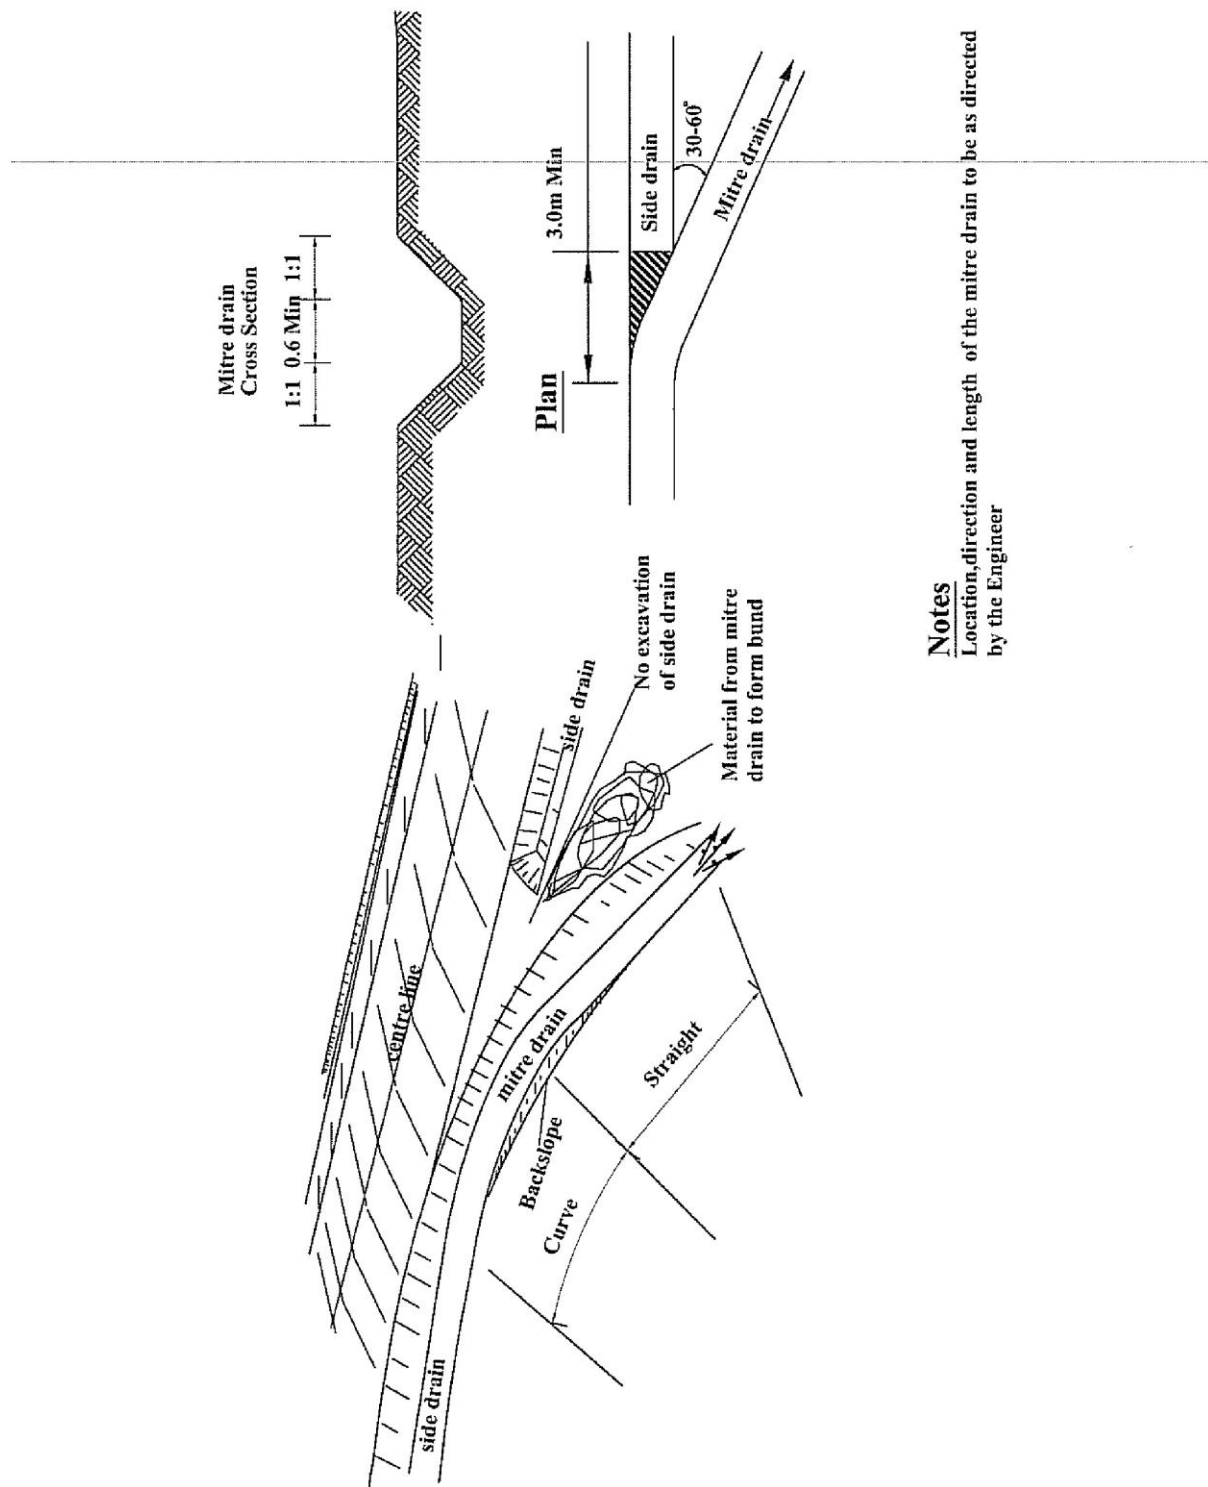 Mitre drain
Cross Section
1:1 0.6 Min 1:1
Plan
3.0m Min
Side drain
30-60°
Mitre drain
centre line
side drain
No excavation
of side drain
Material from mitre
drain to form bund
mitre drain
Backslope
side drain
Curve
Straight
Notes
Location,direction and length of the mitre drain to be as directed
by the Engineer